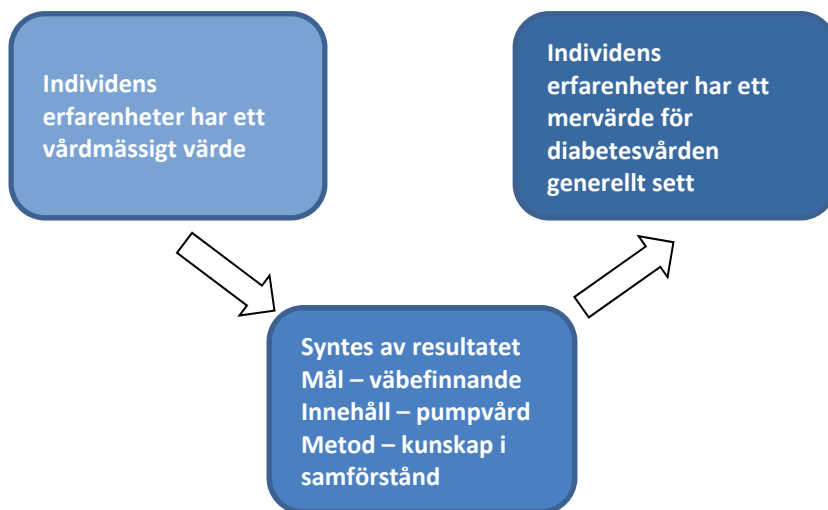 Individens
erfarenheter har ett
vårdmässigt värde
Individens
erfarenheter har ett
mervärde för
diabetesvården
generellt sett
Syntes av resultatet
Mål – väbefinnande
Innehåll – pumpvård
Metod – kunskap i
samförstånd